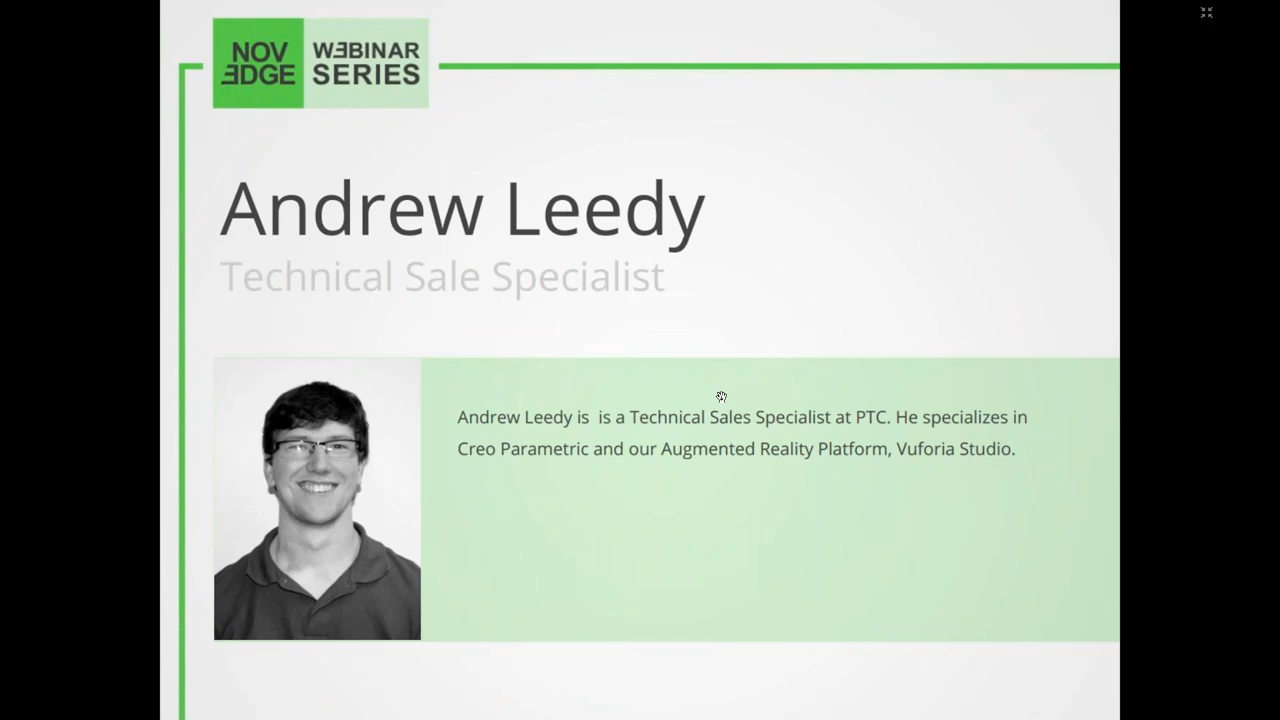 NOV
EDGE
WEBINAR
SERIES
Andrew Leedy
Technical Sale Specialist
Andrew Leedy is  is a Technical Sales Specialist at PTC. He specializes in
Creo Parametric and our Augmented Reality Platform, Vuforia Studio.